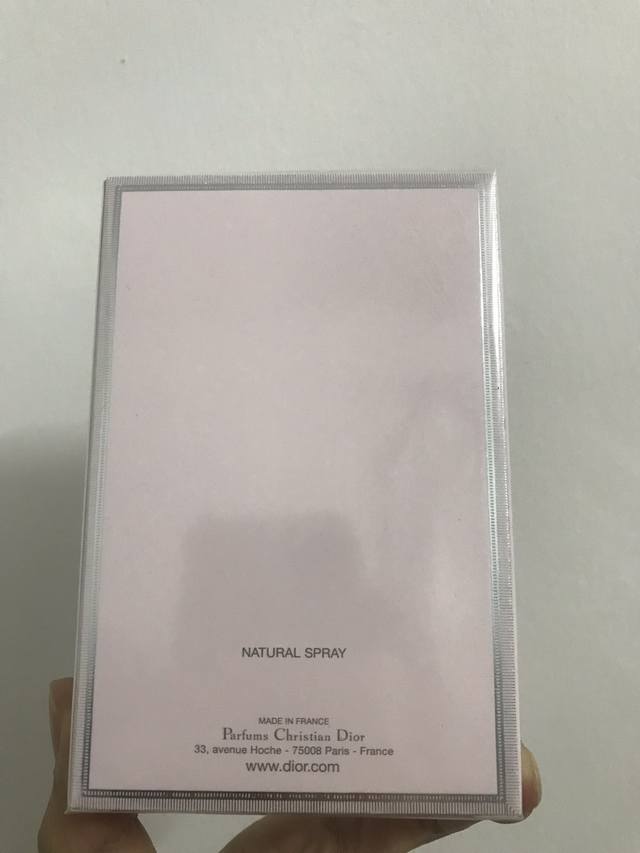 NATURAL SPRAY
MADE IN FRANCE
Parfums Christian Dior
33, avenue Hoche - 75008 Paris - France
www.dior.com